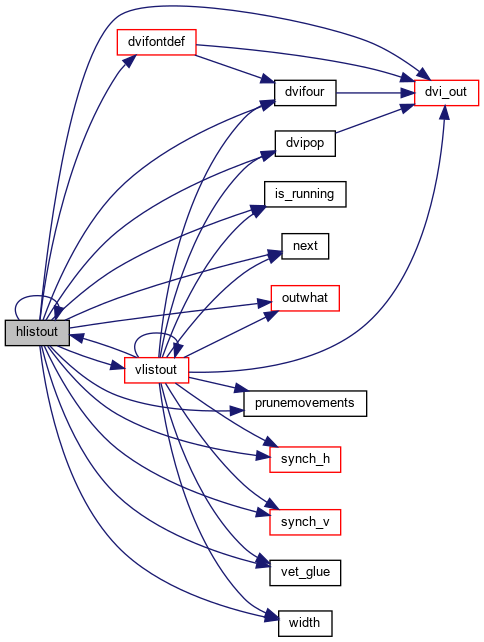 dvifontdef
dvifour
dvi_out
dvipop
is_running
next
outwhat
hlistout
vlistout
prunemovements
synch_h
synch_v
vet_glue
width